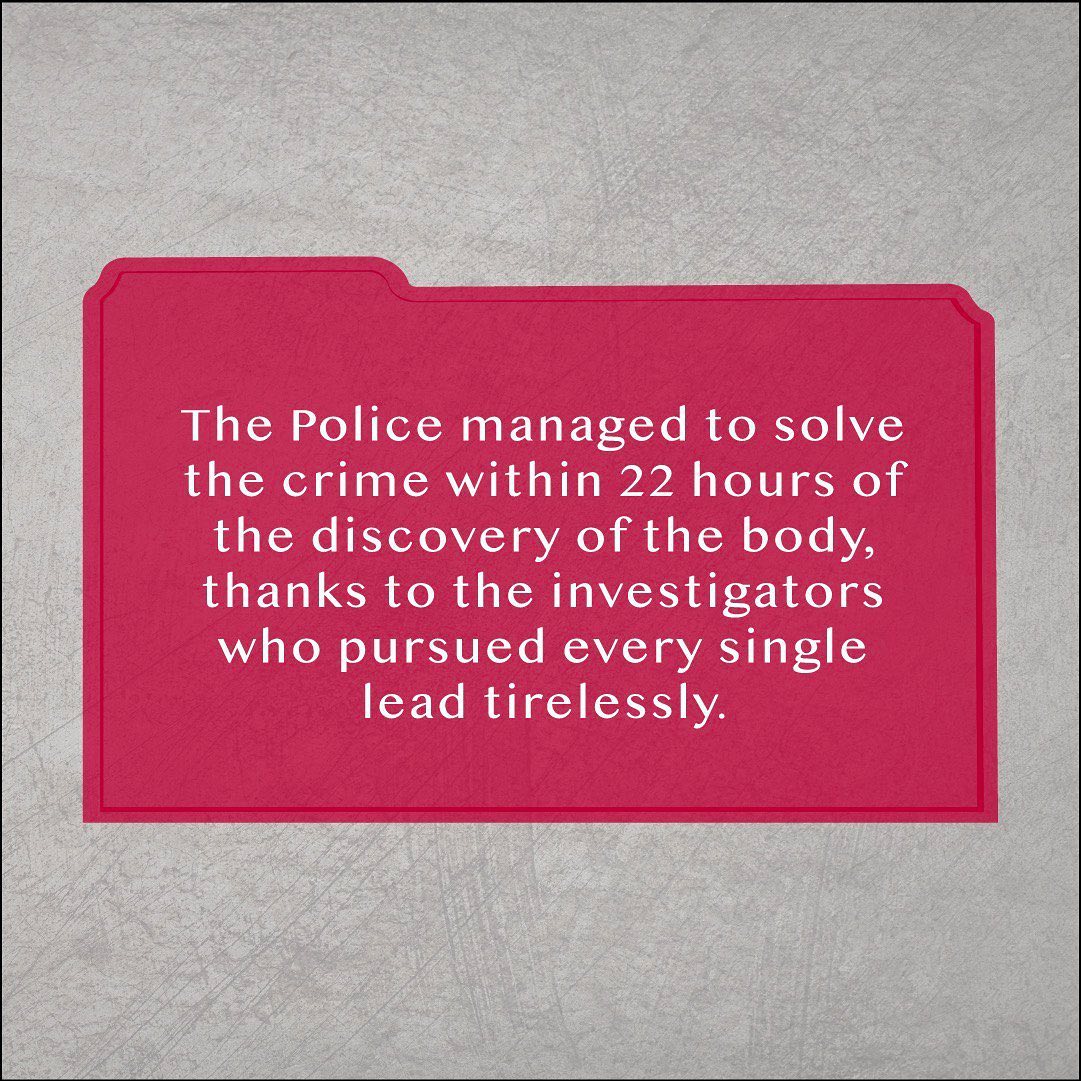 The Police managed to solve
the crime within 22 hours of
the discovery of the body,
thanks to the investigators
who pursued every single
lead tirelessly.